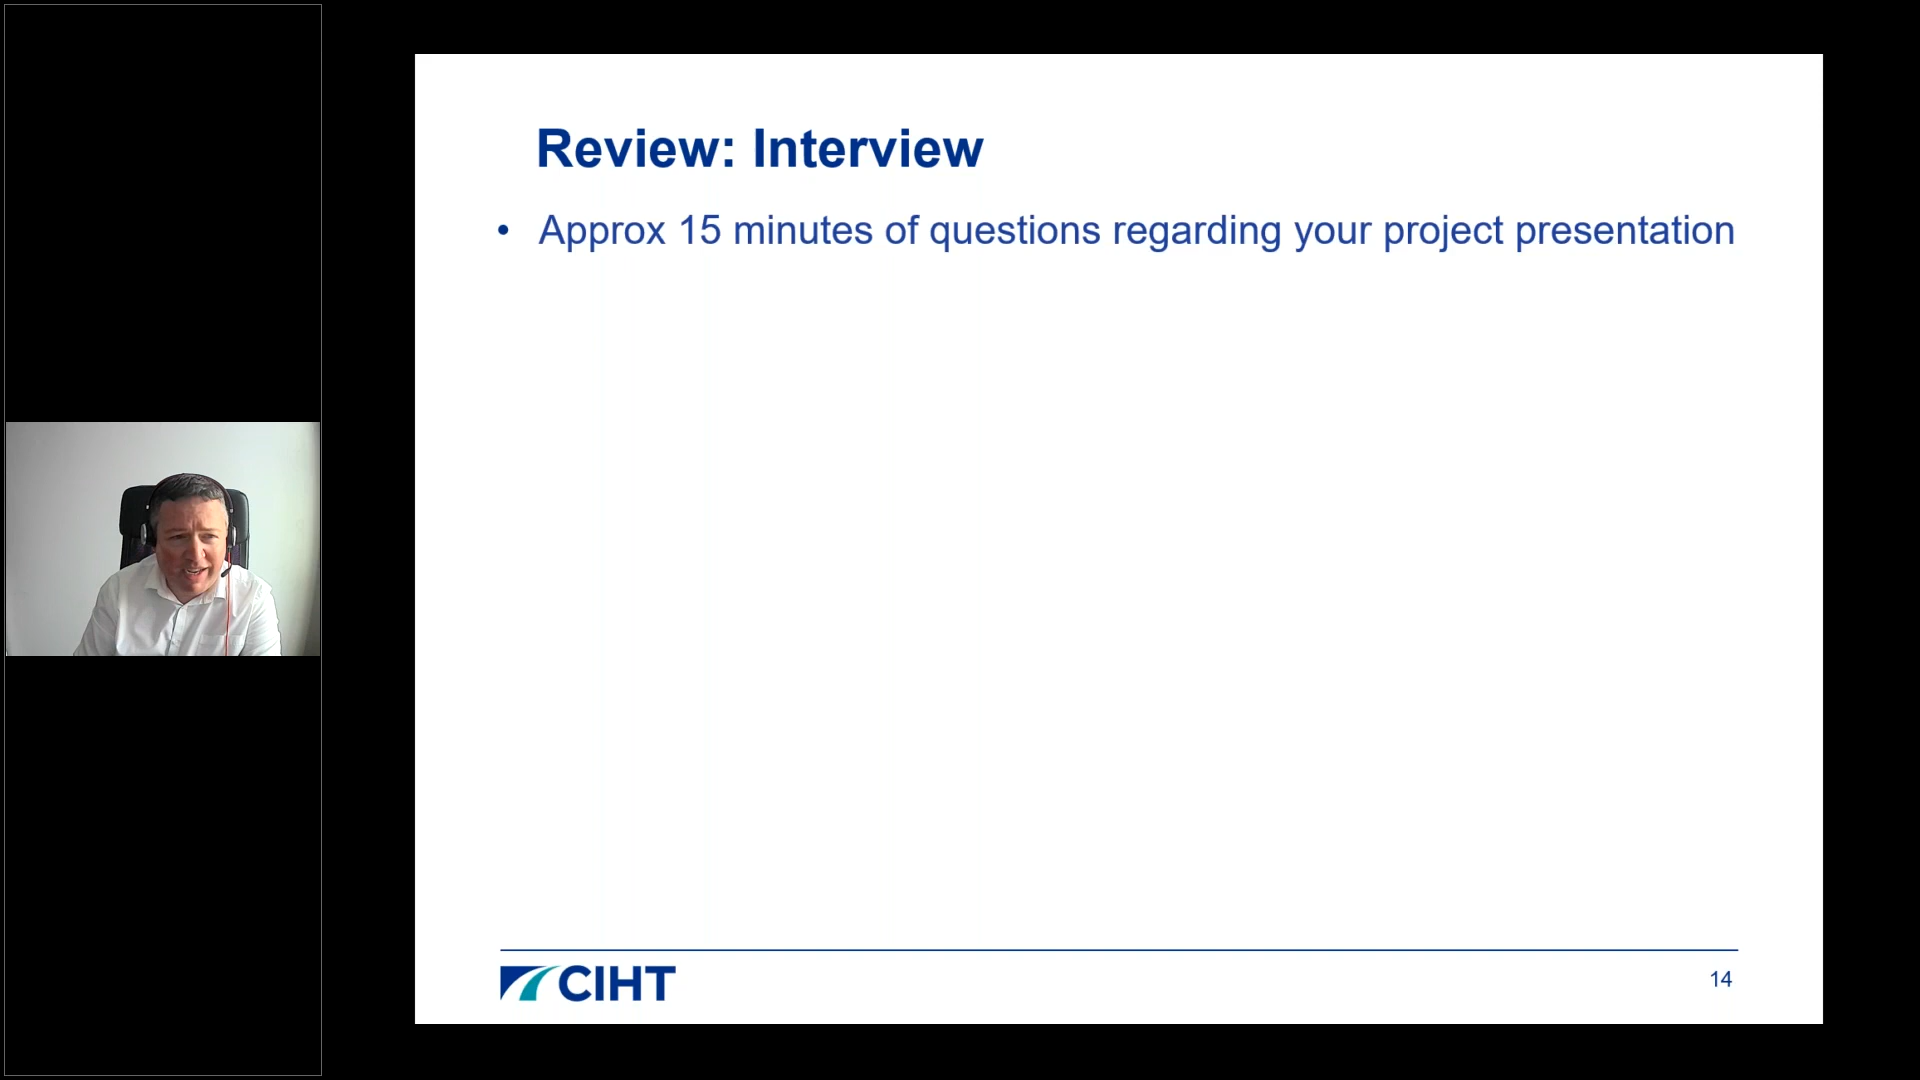 Review: Interview
• Approx 15 minutes of questions regarding your project presentation
CIHT
14